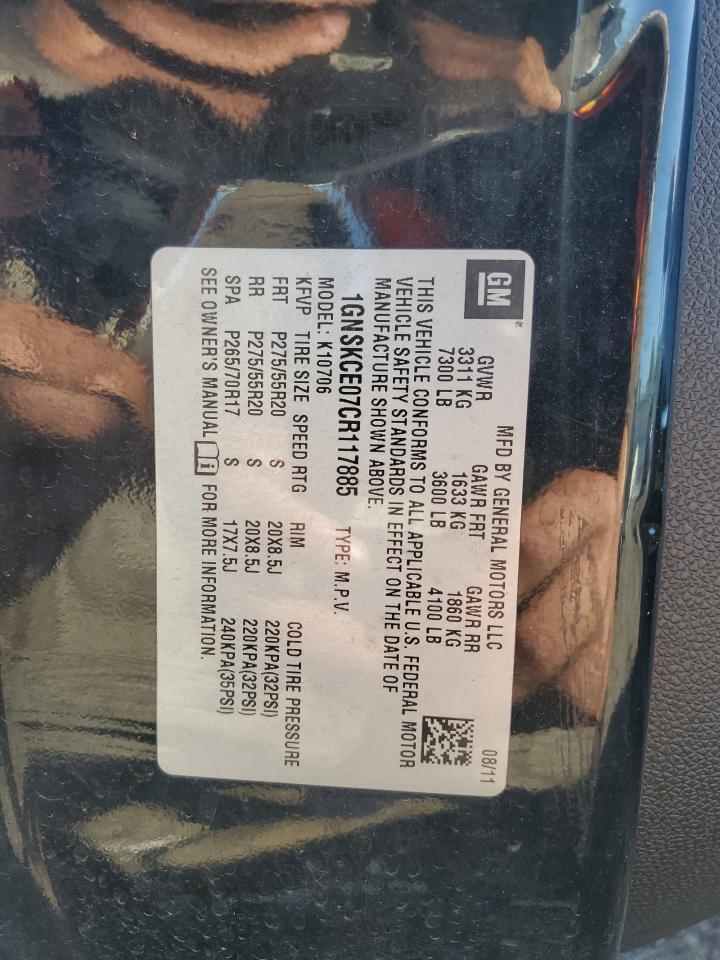 GM ®
MFD BY GENERAL MOTORS LLC 08/11
GVWR GAWR FRT GAWR RR
3311 KG 1633 KG 1860 KG
7300 LB 3600 LB 4100 LB
THIS VEHICLE CONFORMS TO ALL APPLICABLE U.S. FEDERAL MOTOR
VEHICLE SAFETY STANDARDS IN EFFECT ON THE DATE OF
MANUFACTURE SHOWN ABOVE.
1GNSKCE07CR117885 TYPE: M.P.V.
MODEL: K10706
KFVP TIRE SIZE SPEED RTG RIM COLD TIRE PRESSURE
FRT P275/55R20 S 20X8.5J 220KPA(32PSI)
RR P275/55R20 S 20X8.5J 220KPA(32PSI)
SPA P265/70R17 S 17X7.5J 240KPA(35PSI)
SEE OWNER'S MANUAL i FOR MORE INFORMATION.